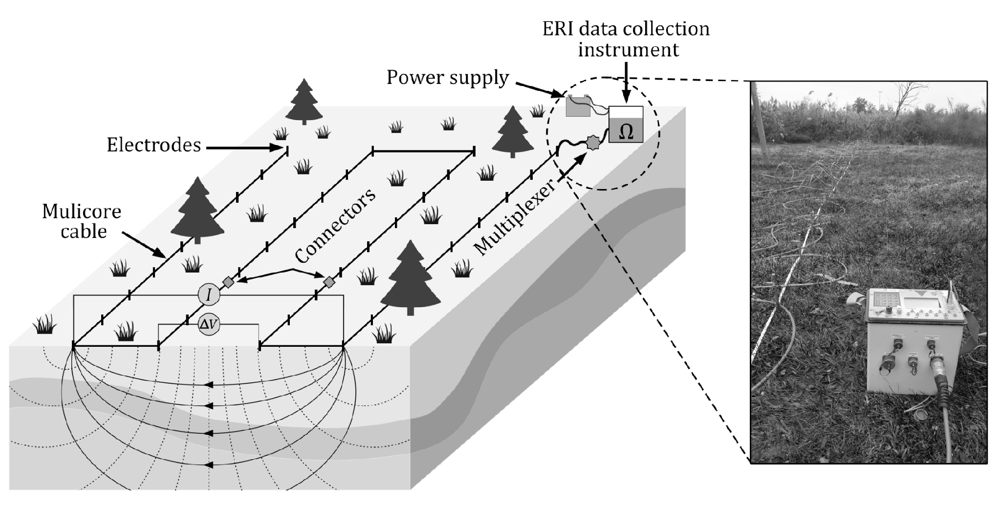 ERI data collection
instrument
Power supply
Ω
Electrodes
Mulicore
cable
Connectors
Multiplexer
I
ΔV